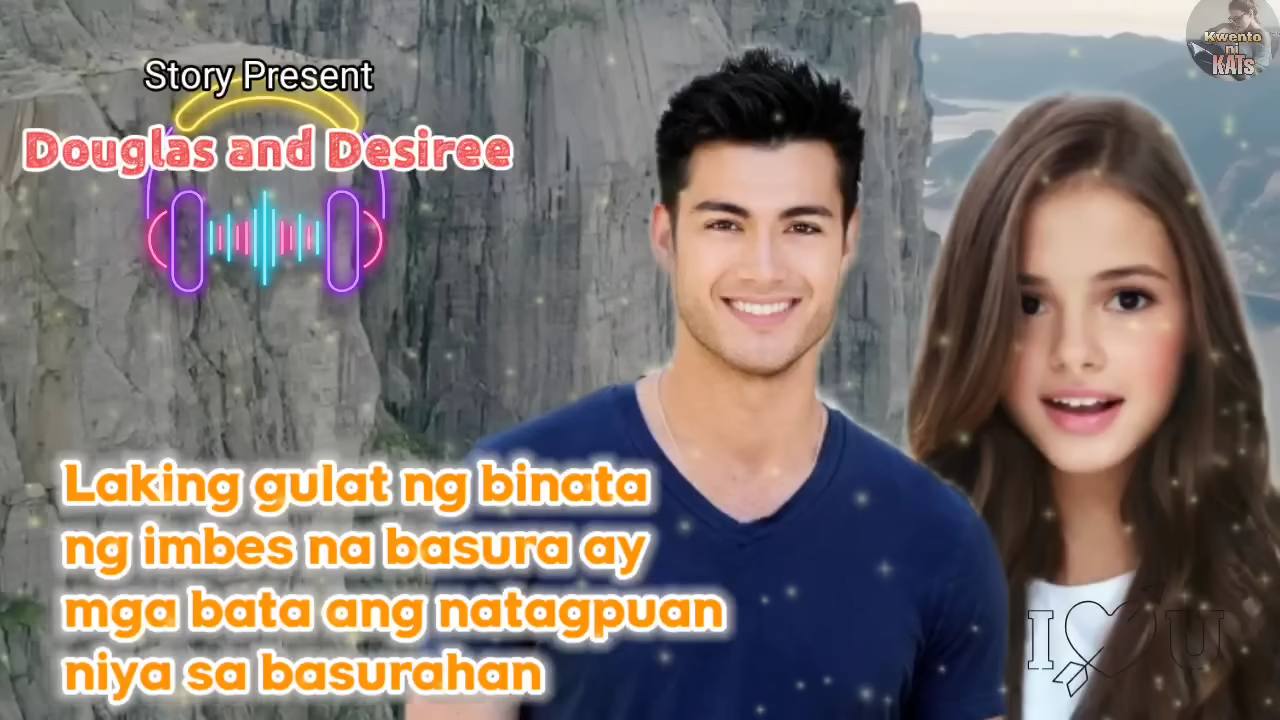 Story Present
Douglas and Desiree
Laking gulat ng binata
ng imbes na basura ay
mga bata ang natagpuan
niya sa basurahan
Kwento
ni
KATs
I U